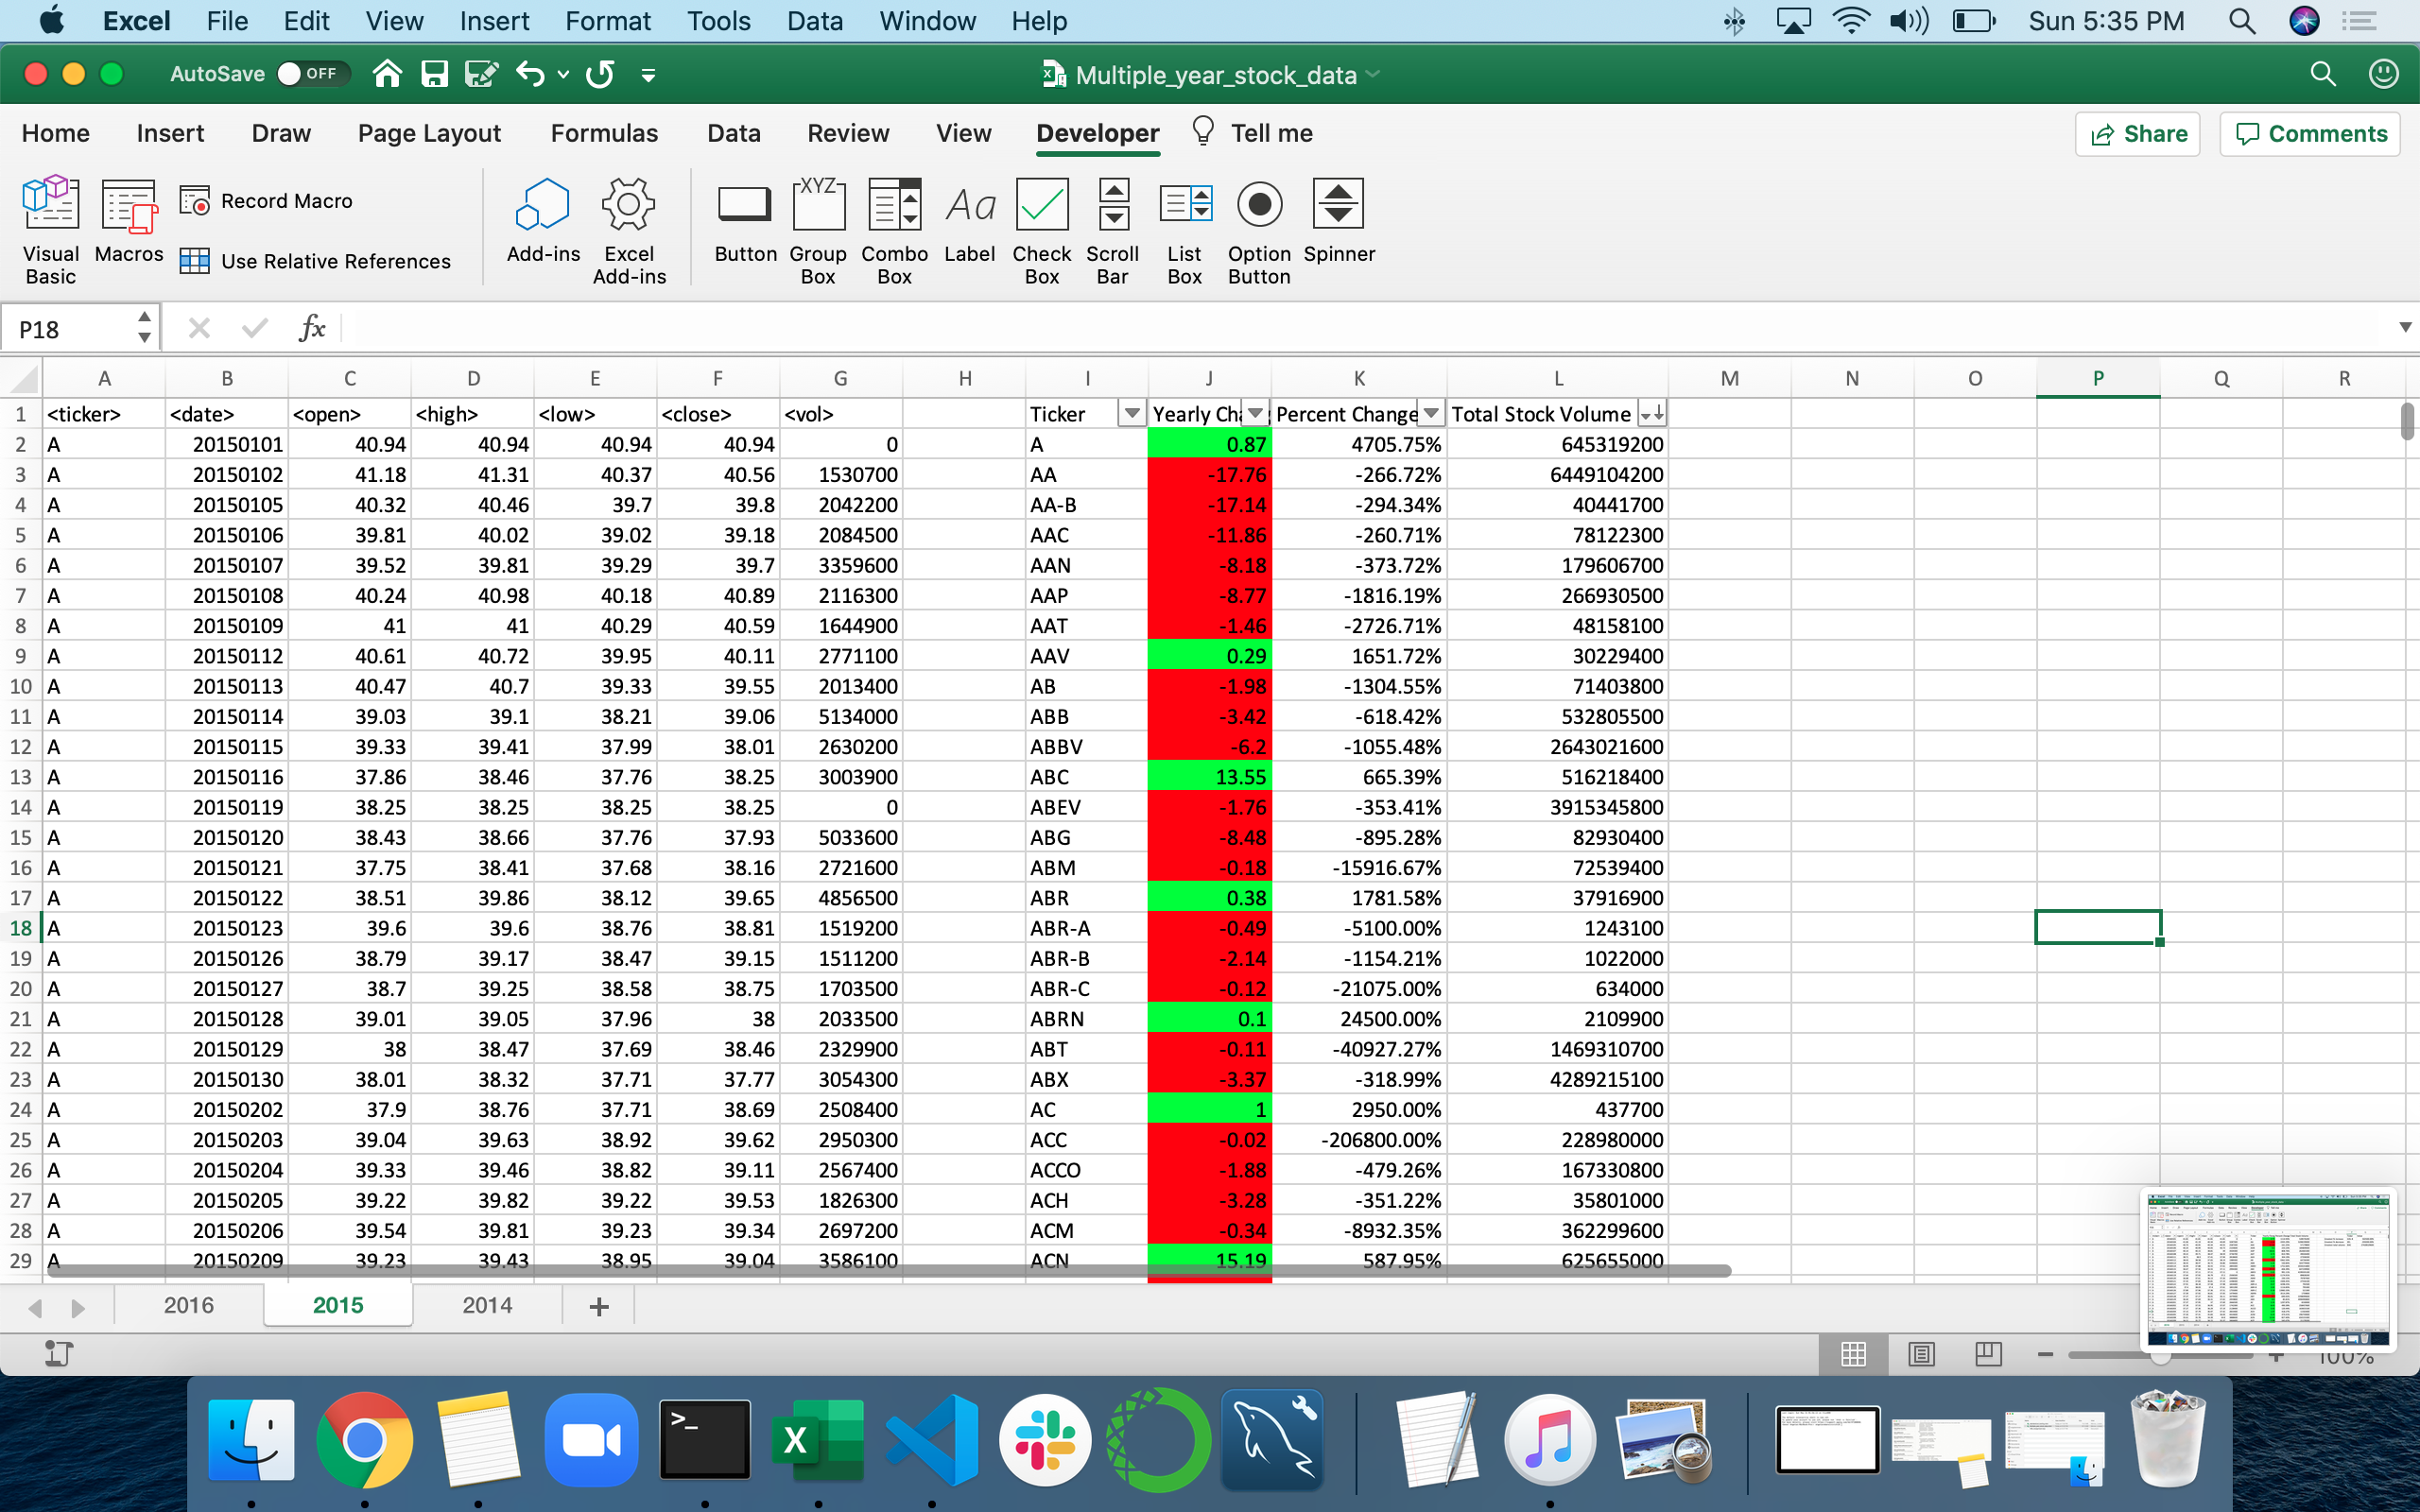 Excel File Edit View Insert Format Tools Data Window Help Sun 5:35 PM
AutoSave OFF Multiple_year_stock_data
Home Insert Draw Page Layout Formulas Data Review View Developer Tell me Share Comments
Visual Basic Macros Record Macro Use Relative References Add-ins Excel Add-ins XYZ Button Group Box Combo Box Aa Label Check Box Scroll Bar List Box Option Button Spinner
P18 fx
A B C D E F G H I J K L M N O P Q R
1 <ticker> <date> <open> <high> <low> <close> <vol> Ticker Yearly Percent Change Total Stock Volume
2 A 20150101 40.94 40.94 40.94 40.94 0 A 0.87 4705.75% 645319200
3 A 20150102 41.18 41.31 40.37 40.56 1530700 AA -17.76 -266.72% 6449104200
4 A 20150105 40.32 40.46 39.7 39.8 2042200 AA-B -17.14 -294.34% 40441700
5 A 20150106 39.81 40.02 39.02 39.18 2084500 AAC -11.86 -260.71% 78122300
6 A 20150107 39.52 39.81 39.29 39.7 3359600 AAN -8.18 -373.72% 179606700
7 A 20150108 40.24 40.98 40.18 40.89 2116300 AAP -8.77 -1816.19% 266930500
8 A 20150109 41 41 40.29 40.59 1644900 AAT -1.46 -2726.71% 48158100
9 A 20150112 40.61 40.72 39.95 40.11 2771100 AAV 0.29 1651.72% 30229400
10 A 20150113 40.47 40.7 39.33 39.55 2013400 AB -1.98 -1304.55% 71403800
11 A 20150114 39.03 39.1 38.21 39.06 5134000 ABB -3.42 -618.42% 532805500
12 A 20150115 39.33 39.41 37.99 38.01 2630200 ABBV -6.2 -1055.48% 2643021600
13 A 20150116 37.86 38.46 37.76 38.25 3003900 ABC 13.55 665.39% 516218400
14 A 20150119 38.25 38.25 38.25 38.25 0 ABEV -1.76 -353.41% 3915345800
15 A 20150120 38.43 38.66 37.76 37.93 5033600 ABG -8.48 -895.28% 82930400
16 A 20150121 37.75 38.41 37.68 38.16 2721600 ABM -0.18 -15916.67% 72539400
17 A 20150122 38.51 39.86 38.12 39.65 4856500 ABR 0.38 1781.58% 37916900
18 A 20150123 39.6 39.6 38.76 38.81 1519200 ABR-A -0.49 -5100.00% 1243100
19 A 20150126 38.79 39.17 38.47 39.15 1511200 ABR-B -2.14 -1154.21% 1022000
20 A 20150127 38.7 39.25 38.58 38.75 1703500 ABR-C -0.12 -21075.00% 634000
21 A 20150128 39.01 39.05 37.96 38 2033500 ABRN 0.1 24500.00% 2109900
22 A 20150129 38 38.47 37.69 38.46 2329900 ABT -0.11 -40927.27% 1469310700
23 A 20150130 38.01 38.32 37.71 37.77 3054300 ABX -3.37 -318.99% 4289215100
24 A 20150202 37.9 38.76 37.71 38.69 2508400 AC 1 2950.00% 437700
25 A 20150203 39.04 39.63 38.92 39.62 2950300 ACC -0.02 -206800.00% 228980000
26 A 20150204 39.33 39.46 38.82 39.11 2567400 ACCO -1.88 -479.26% 167330800
27 A 20150205 39.22 39.82 39.22 39.53 1826300 ACH -3.28 -351.22% 35801000
28 A 20150206 39.54 39.81 39.23 39.34 2697200 ACM -0.34 -8932.35% 362299600
29 A 20150209 39.23 39.43 38.95 39.04 3586100 ACN 15.19 587.95% 625655000
2016 2015 2014
100%